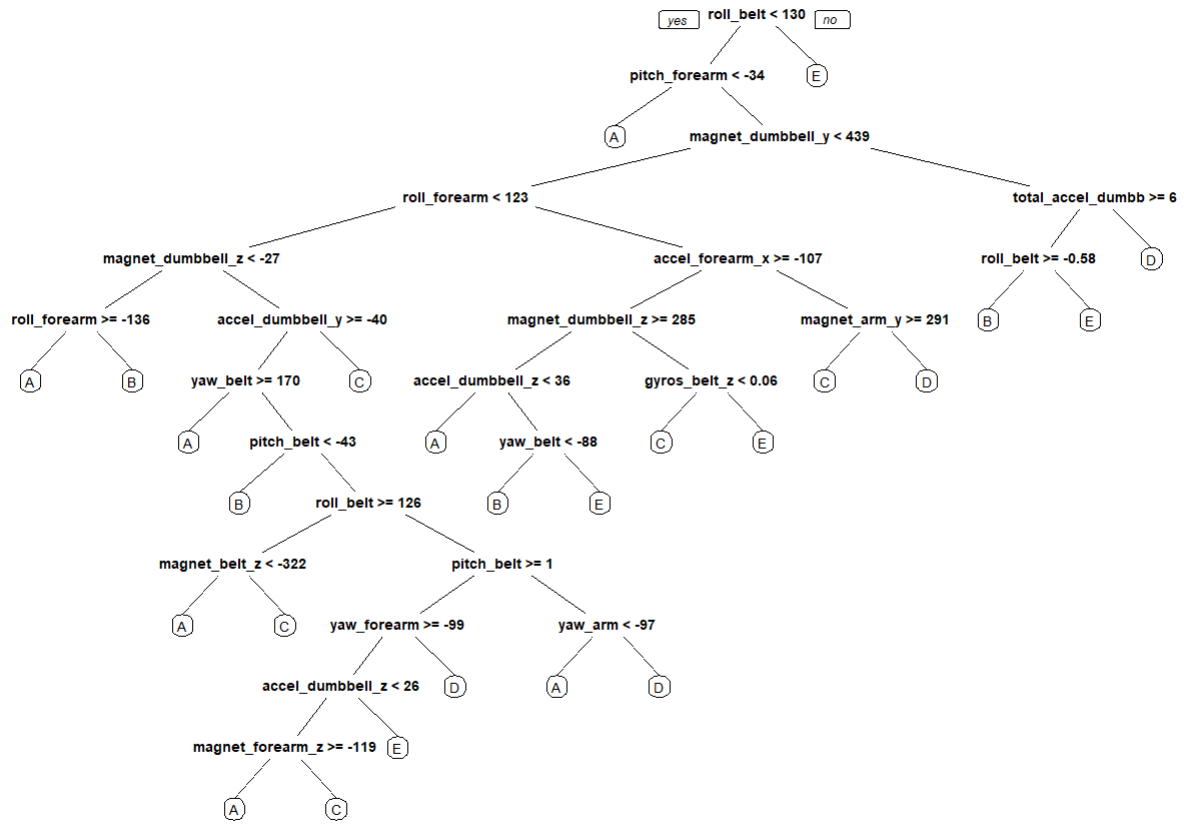 yes roll_belt < 130 no
pitch_forearm < -34 E
A magnet_dumbbell_y < 439
roll_forearm < 123 total_accel_dumbb >= 6
magnet_dumbbell_z < -27 accel_forearm_x >= -107 roll_belt >= -0.58 D
roll_forearm >= -136 accel_dumbbell_y >= -40 magnet_dumbbell_z >= 285 magnet_arm_y >= 291 B E
A B yaw_belt >= 170 C accel_dumbbell_z < 36 gyros_belt_z < 0.06 C D
A pitch_belt < -43 A yaw_belt < -88 C E
B roll_belt >= 126 B E
magnet_belt_z < -322 pitch_belt >= 1
A C yaw_forearm >= -99 yaw_arm < -97
accel_dumbbell_z < 26 D A D
magnet_forearm_z >= -119 E
A C